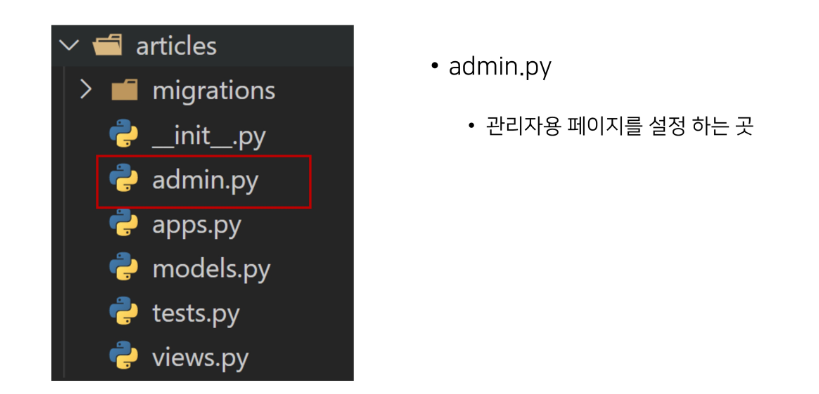 articles
migrations
__init__.py
admin.py
apps.py
models.py
tests.py
views.py
• admin.py
• 관리자용 페이지를 설정 하는 곳